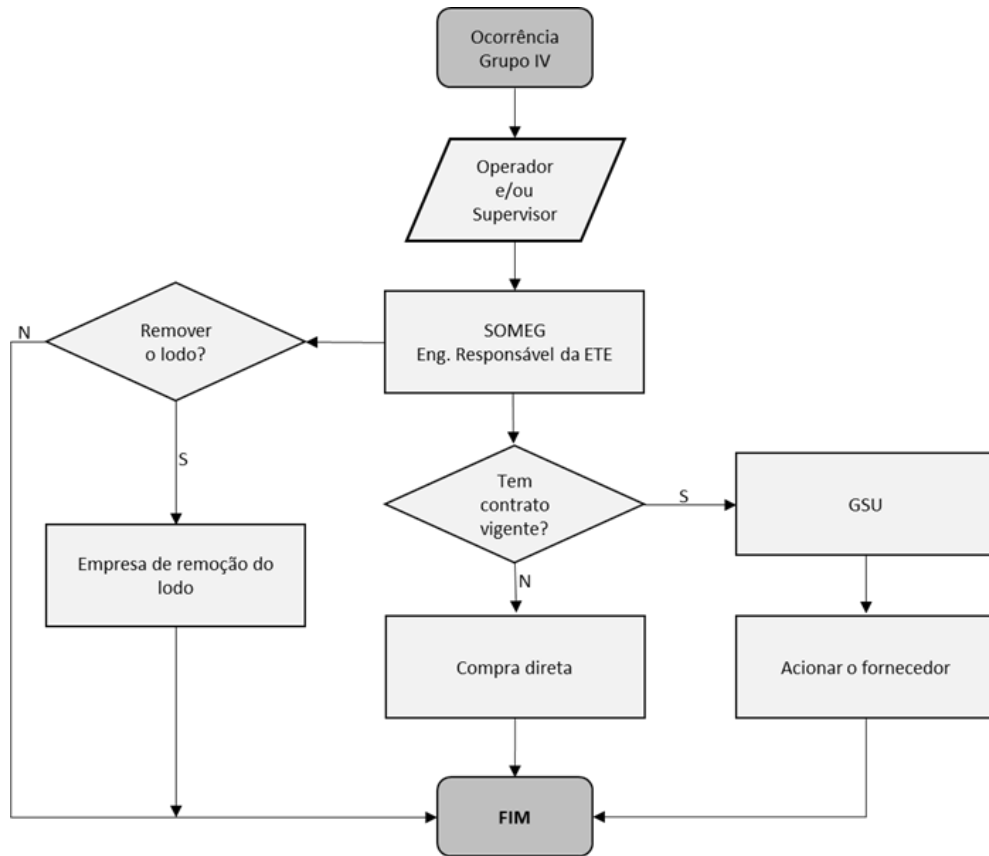 Ocorrência
Grupo IV
Operador
e/ou
Supervisor
SOMEG
Eng. Responsável da ETE
Remover
o lodo?
N
S
Empresa de remoção do
lodo
Tem
contrato
vigente?
S
GSU
N
Compra direta
Acionar o fornecedor
FIM